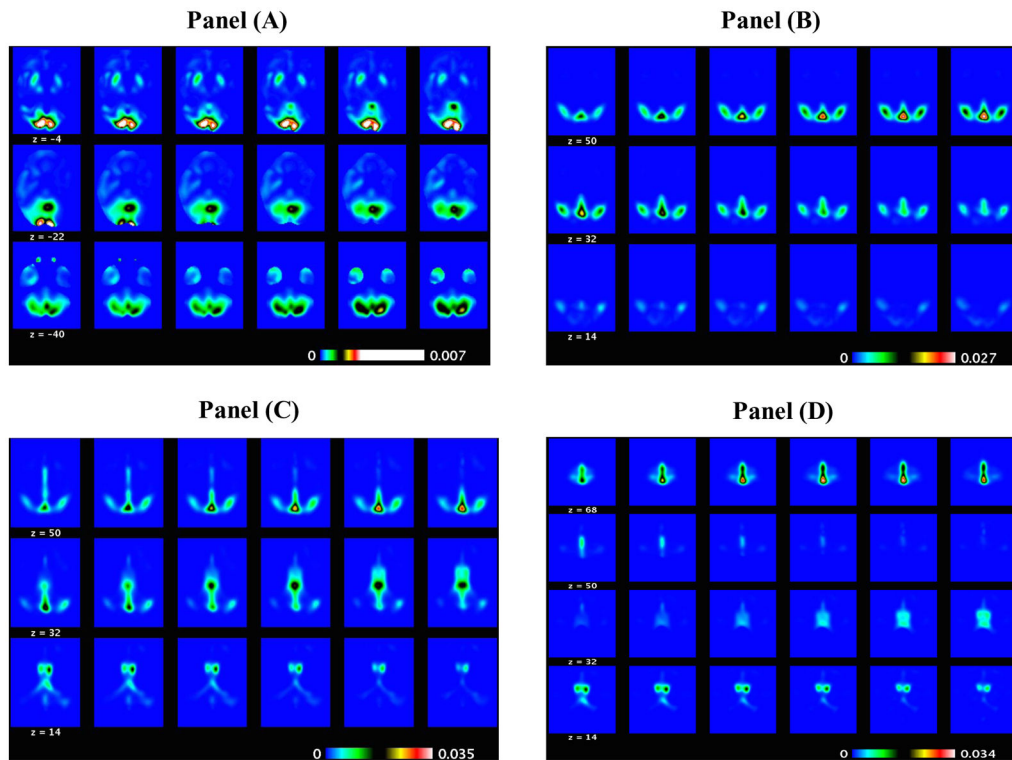 Panel (A)
z = -4
z = -22
z = -40
0 0.007
Panel (B)
z = 50
z = 32
z = 14
0 0.027
Panel (C)
z = 50
z = 32
z = 14
0 0.035
Panel (D)
z = 68
z = 50
z = 32
z = 14
0 0.034